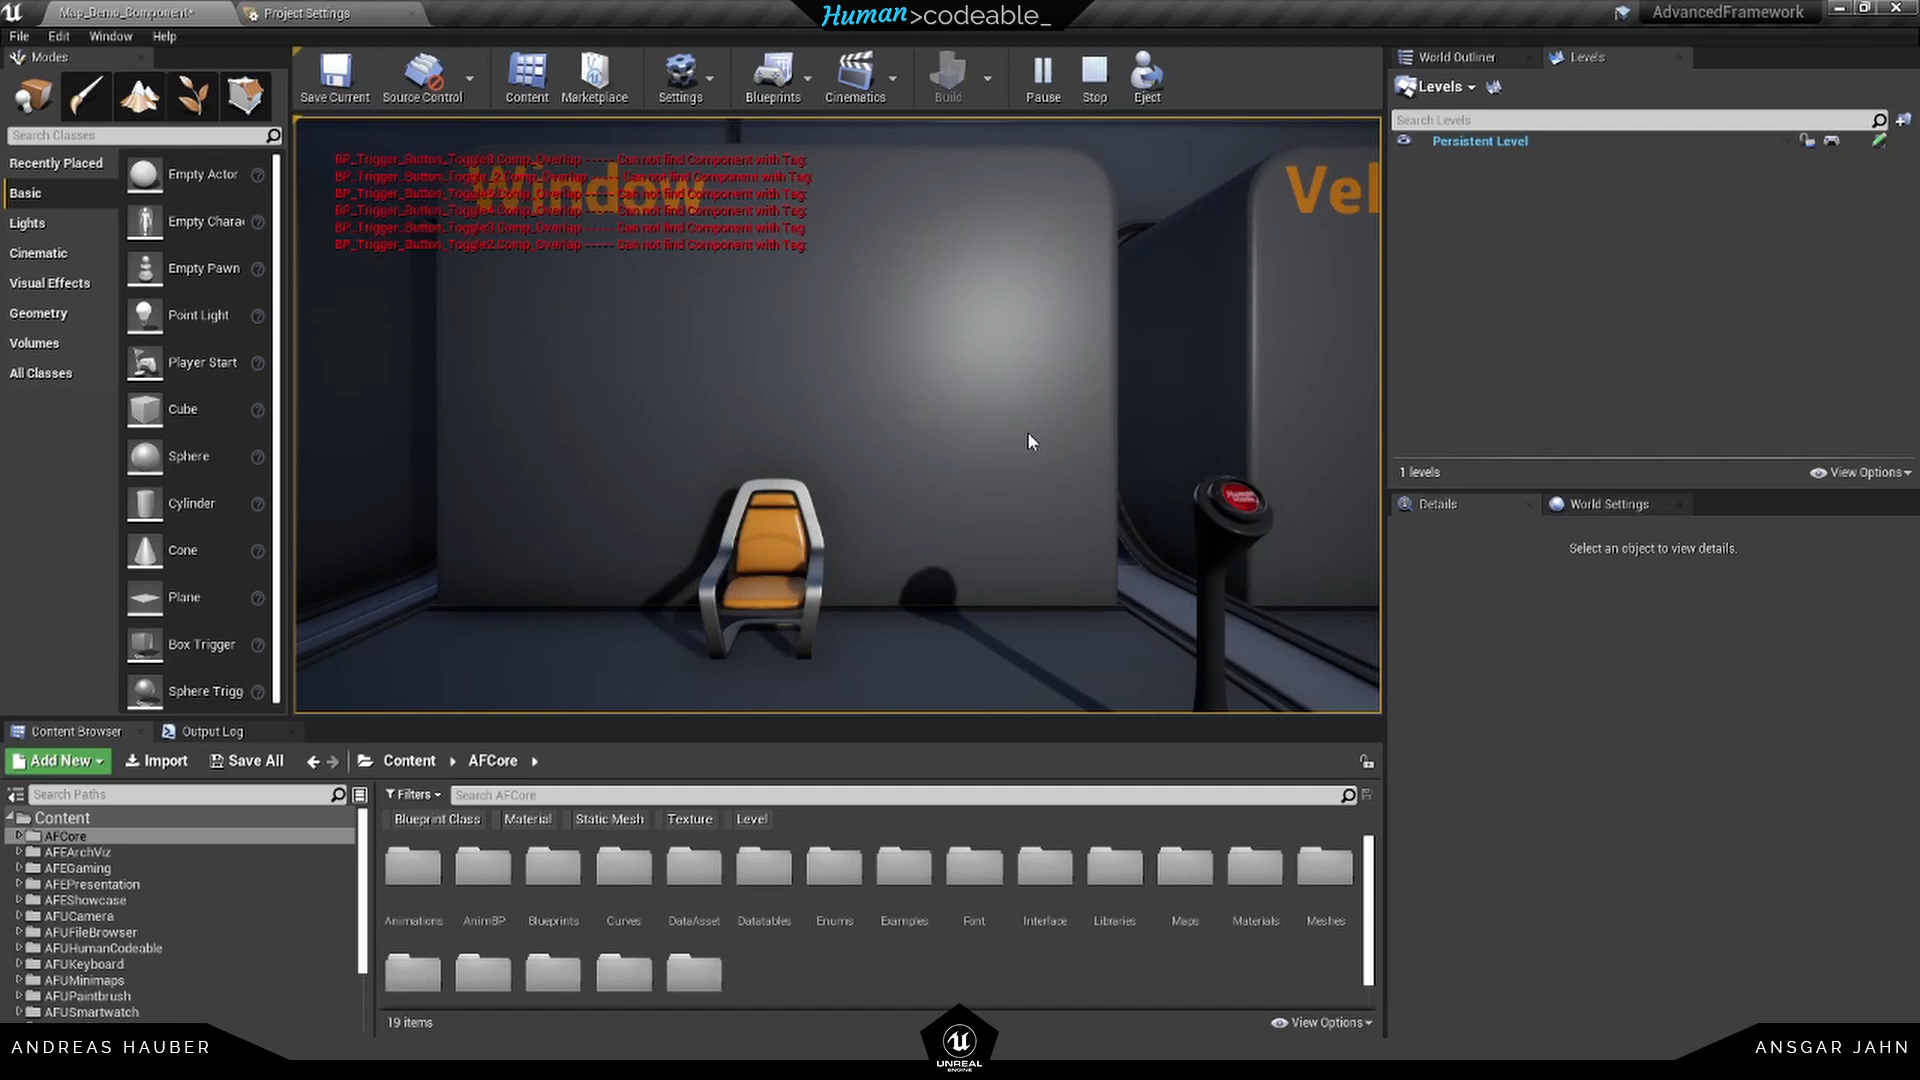 Map_Demo_Component*
Project Settings
Human>codeable_
AdvancedFramework
File Edit Window Help
Modes
Save Current
Source Control
Content
Marketplace
Settings
Blueprints
Cinematics
Build
Pause
Stop
Eject
World Outliner
Levels
Levels
Search Classes
Search Levels
Persistent Level
Recently Placed
Basic
Lights
Cinematic
Visual Effects
Geometry
Volumes
All Classes
Empty Actor
Empty Chara
Empty Pawn
Point Light
Player Start
Cube
Sphere
Cylinder
Cone
Plane
Box Trigger
Sphere Trigg
BP_Trigger_Button_Toggle8.Comp_Overlap ----- Can not find Component with Tag:
BP_Trigger_Button_Toggle_2.Comp_Overlap ----- Can not find Component with Tag:
BP_Trigger_Button_Toggle5.Comp_Overlap ----- Can not find Component with Tag:
BP_Trigger_Button_Toggle4.Comp_Overlap ----- Can not find Component with Tag:
BP_Trigger_Button_Toggle3.Comp_Overlap ----- Can not find Component with Tag:
BP_Trigger_Button_Toggle2.Comp_Overlap ----- Can not find Component with Tag:
Window
Vel
1 levels
View Options
Details
World Settings
Select an object to view details.
Content Browser
Output Log
Add New
Import
Save All
Content
AFCore
Search Paths
Filters
Search AFCore
Content
AFCore
AFEArchViz
AFEGaming
AFEPresentation
AFEShowcase
AFUCamera
AFUFileBrowser
AFUHumanCodeable
AFUKeyboard
AFUMinimaps
AFUPaintbrush
AFUSmartwatch
Blueprint Class
Material
Static Mesh
Texture
Level
Animations
AnimBP
Blueprints
Curves
DataAsset
Datatables
Enums
Examples
Font
Interface
Libraries
Maps
Materials
Meshes
19 items
View Options
ANDREAS HAUBER
UNREAL
ENGINE
ANSGAR JAHN